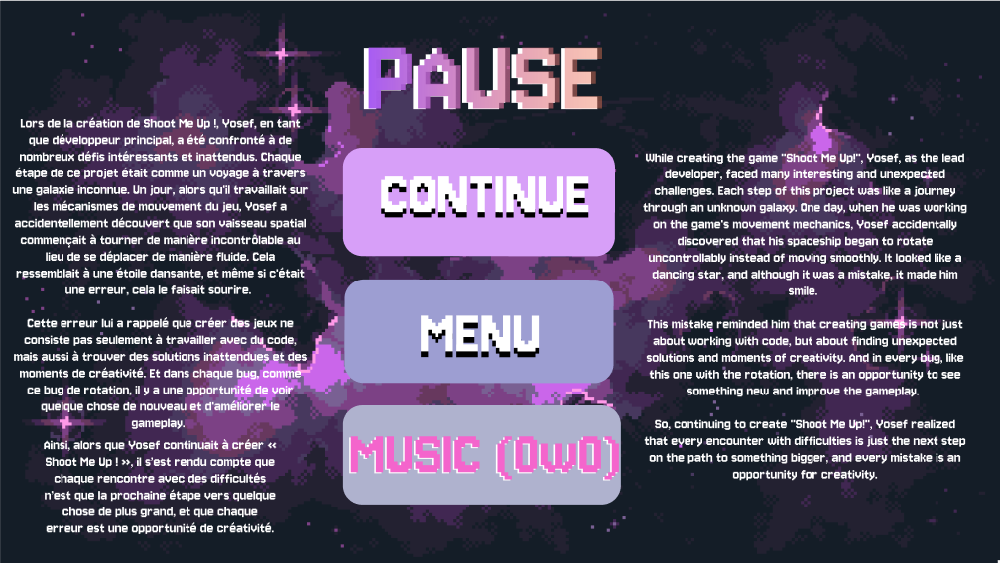 PAUSE
Lors de la création de Shoot Me Up !, Yosef, en tant
que développeur principal, a été confronté à de
nombreux défis intéressants et inattendus. Chaque
étape de ce projet était comme un voyage à travers
une galaxie inconnue. Un jour, alors qu'il travaillait sur
les mécanismes de mouvement du jeu, Yosef a
accidentellement découvert que son vaisseau spatial
commençait à tourner de manière incontrôlable au
lieu de se déplacer de manière fluide. Cela
ressemblait à une étoile dansante, et même si c'était
une erreur, cela le faisait sourire.
Cette erreur lui a rappelé que créer des jeux ne
consiste pas seulement à travailler avec du code,
mais aussi à trouver des solutions inattendues et des
moments de créativité. Et dans chaque bug, comme
ce bug de rotation, il y a une opportunité de voir
quelque chose de nouveau et d'améliorer le
gameplay.
Ainsi, alors que Yosef continuait à créer «
Shoot Me Up ! », il s'est rendu compte que
chaque rencontre avec des difficultés
n'est que la prochaine étape vers quelque
chose de plus grand, et que chaque
erreur est une opportunité de créativité.
CONTINUE
MENU
MUSIC (OwO)
While creating the game "Shoot Me Up!", Yosef, as the lead
developer, faced many interesting and unexpected
challenges. Each step of this project was like a journey
through an unknown galaxy. One day, when he was working
on the game's movement mechanics, Yosef accidentally
discovered that his spaceship began to rotate
uncontrollably instead of moving smoothly. It looked like a
dancing star, and although it was a mistake, it made him
smile.
This mistake reminded him that creating games is not just
about working with code, but about finding unexpected
solutions and moments of creativity. And in every bug, like
this one with the rotation, there is an opportunity to see
something new and improve the gameplay.
So, continuing to create "Shoot Me Up!", Yosef realized
that every encounter with difficulties is just the next step
on the path to something bigger, and every mistake is an
opportunity for creativity.